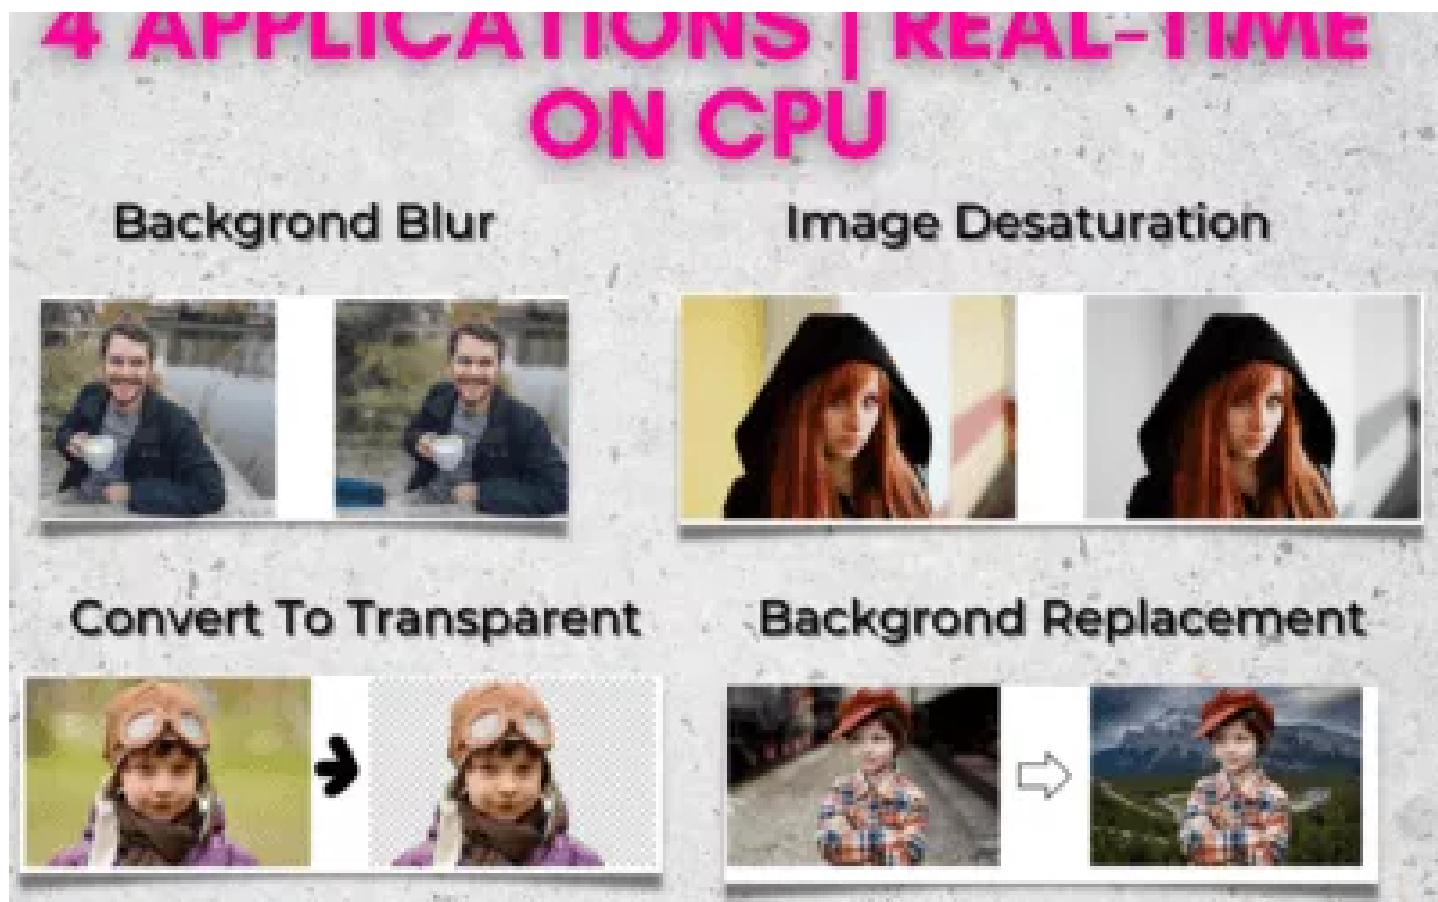 4 APPLICATIONS | REAL-TIME
ON CPU
Backgrond Blur
Image Desaturation
Convert To Transparent
Backgrond Replacement